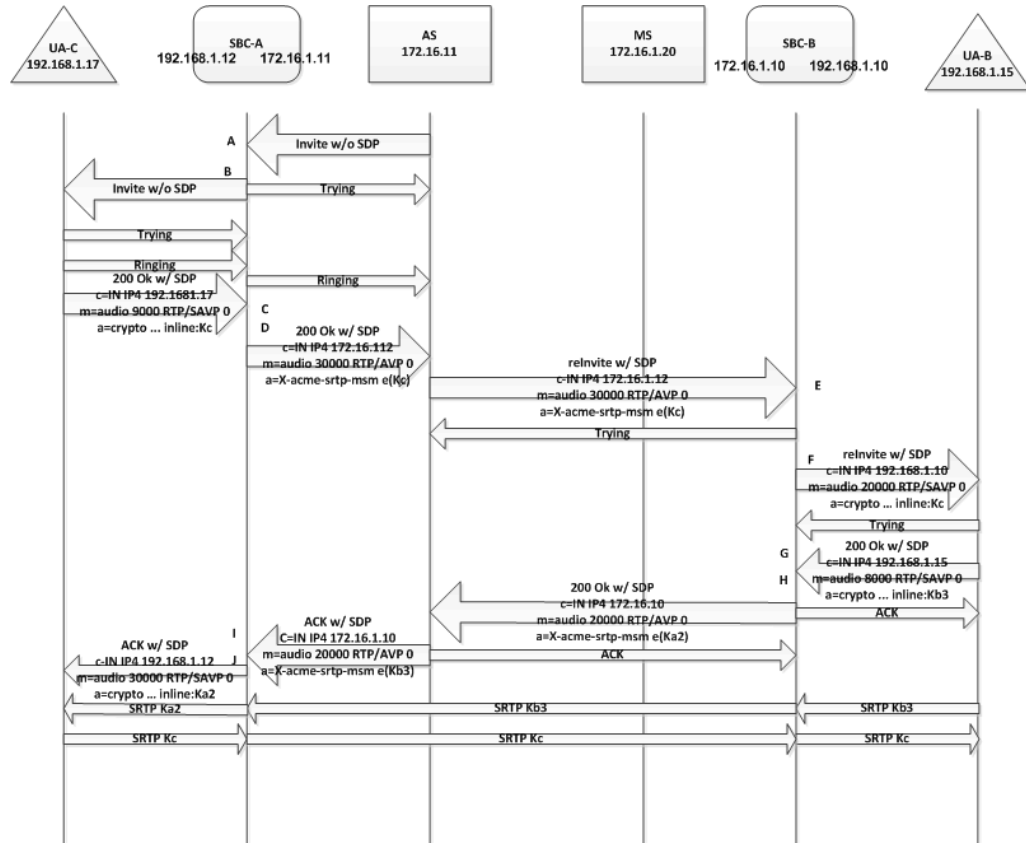 UA-C
192.168.1.17
SBC-A
192.168.1.12 172.16.1.11
AS
172.16.11
MS
172.16.1.20
SBC-B
172.16.1.10 192.168.1.10
UA-B
192.168.1.15
A
Invite w/o SDP
B
Invite w/o SDP
Trying
Trying
Ringing
Ringing
200 Ok w/ SDP
c=IN IP4 192.1681.17
m=audio 9000 RTP/SAVP 0
a=crypto ... inline:Kc
C
D
200 Ok w/ SDP
c=IN IP4 172.16.112
m=audio 30000 RTP/AVP 0
a=X-acme-srtp-msm e(Kc)
reInvite w/ SDP
c-IN IP4 172.16.1.12
m=audio 30000 RTP/AVP 0
a=X-acme-srtp-msm e(Kc)
E
Trying
F
reInvite w/ SDP
c=IN IP4 192.168.1.10
m=audio 20000 RTP/SAVP 0
a=crypto ... inline:Kc
Trying
G
H
200 Ok w/ SDP
c=IN IP4 192.168.1.15
m=audio 8000 RTP/SAVP 0
a=crypto ... inline:Kb3
ACK
200 Ok w/ SDP
c=IN IP4 172.16.10
m=audio 20000 RTP/AVP 0
a=X-acme-srtp-msm e(Ka2)
ACK
I
J
ACK w/ SDP
C=IN IP4 172.16.1.10
m=audio 20000 RTP/AVP 0
a=X-acme-srtp-msm e(Kb3)
ACK w/ SDP
c-IN IP4 192.168.1.12
m=audio 30000 RTP/SAVP 0
a=crypto ... inline:Ka2
SRTP Ka2
SRTP Kb3
SRTP Kb3
SRTP Kc
SRTP Kc
SRTP Kc